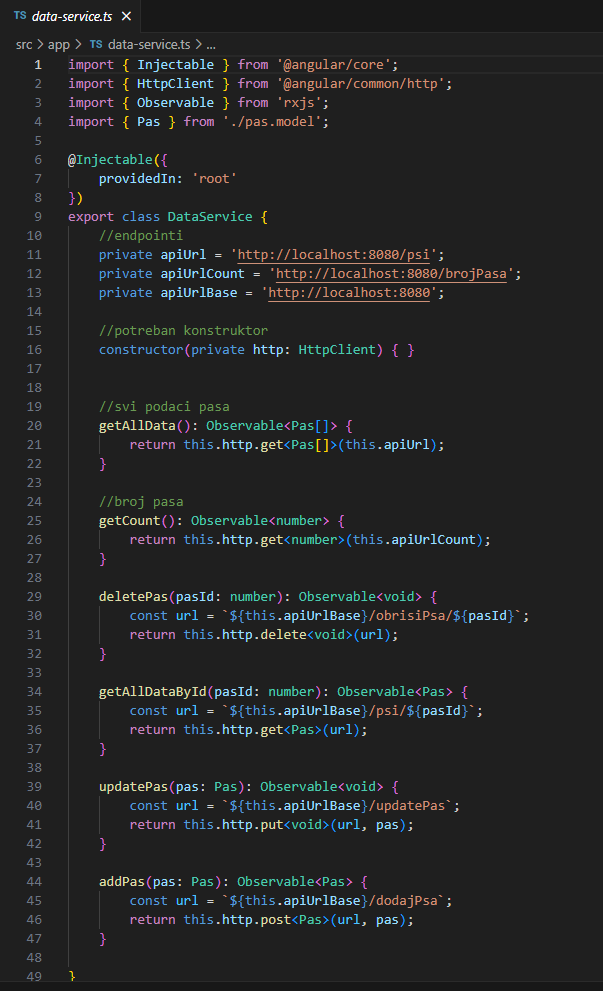 TS data-service.ts ×
src > app > TS data-service.ts > ...
1 import { Injectable } from '@angular/core';
2 import { HttpClient } from '@angular/common/http';
3 import { Observable } from 'rxjs';
4 import { Pas } from './pas.model';
5
6 @Injectable({
7     providedIn: 'root'
8 })
9 export class DataService {
10     //endpointi
11     private apiUrl = 'http://localhost:8080/psi';
12     private apiUrlCount = 'http://localhost:8080/brojPasa';
13     private apiUrlBase = 'http://localhost:8080';
14
15     //potreban konstruktor
16     constructor(private http: HttpClient) { }
17
18
19     //svi podaci pasa
20     getAllData(): Observable<Pas[]> {
21         return this.http.get<Pas[]>(this.apiUrl);
22     }
23
24     //broj pasa
25     getCount(): Observable<number> {
26         return this.http.get<number>(this.apiUrlCount);
27     }
28
29     deletePas(pasId: number): Observable<void> {
30         const url = `${this.apiUrlBase}/obrisiPsa/${pasId}`;
31         return this.http.delete<void>(url);
32     }
33
34     getAllDataById(pasId: number): Observable<Pas> {
35         const url = `${this.apiUrlBase}/psi/${pasId}`;
36         return this.http.get<Pas>(url);
37     }
38
39     updatePas(pas: Pas): Observable<void> {
40         const url = `${this.apiUrlBase}/updatePas`;
41         return this.http.put<void>(url, pas);
42     }
43
44     addPas(pas: Pas): Observable<Pas> {
45         const url = `${this.apiUrlBase}/dodajPsa`;
46         return this.http.post<Pas>(url, pas);
47     }
48
49 }